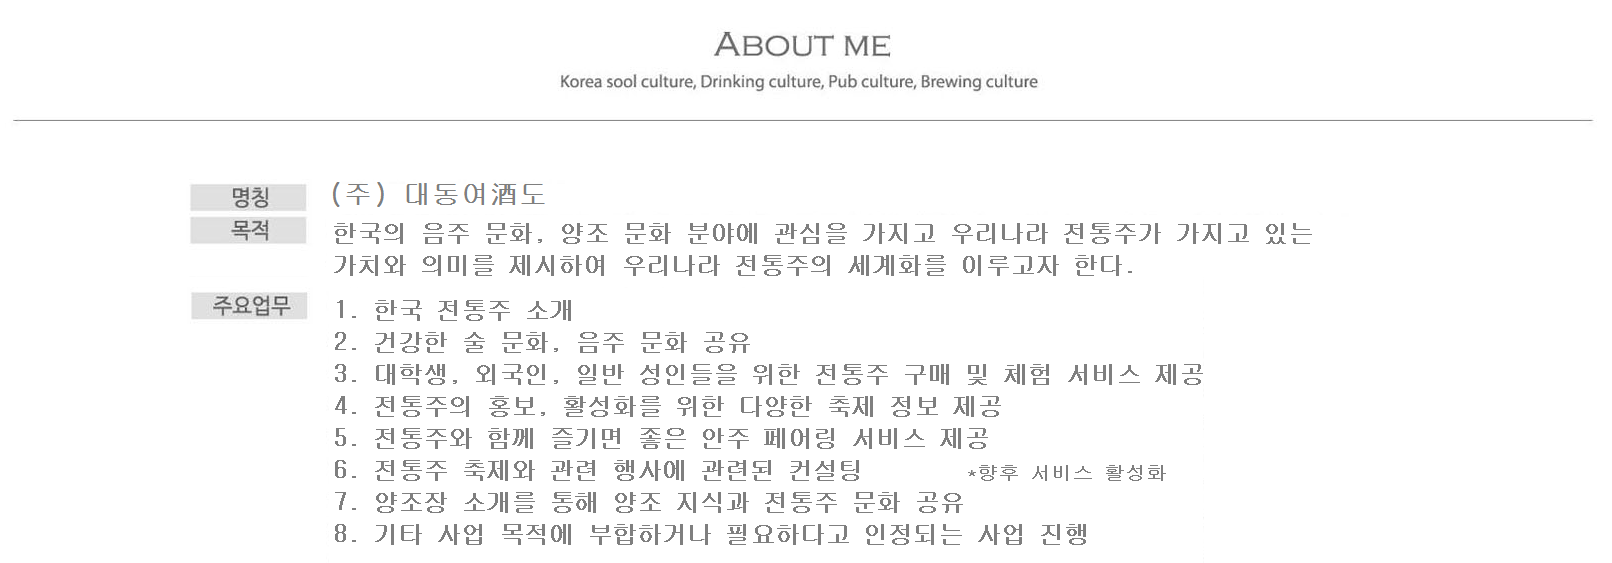 ABOUT ME
Korea sool culture, Drinking culture, Pub culture, Brewing culture
명칭 (주) 대동여酒도
목적 한국의 음주 문화, 양조 문화 분야에 관심을 가지고 우리나라 전통주가 가지고 있는
가치와 의미를 제시하여 우리나라 전통주의 세계화를 이루고자 한다.
주요업무 1. 한국 전통주 소개
2. 건강한 술 문화, 음주 문화 공유
3. 대학생, 외국인, 일반 성인들을 위한 전통주 구매 및 체험 서비스 제공
4. 전통주의 홍보, 활성화를 위한 다양한 축제 정보 제공
5. 전통주와 함께 즐기면 좋은 안주 페어링 서비스 제공
6. 전통주 축제와 관련 행사에 관련된 컨설팅 *향후 서비스 활성화
7. 양조장 소개를 통해 양조 지식과 전통주 문화 공유
8. 기타 사업 목적에 부합하거나 필요하다고 인정되는 사업 진행